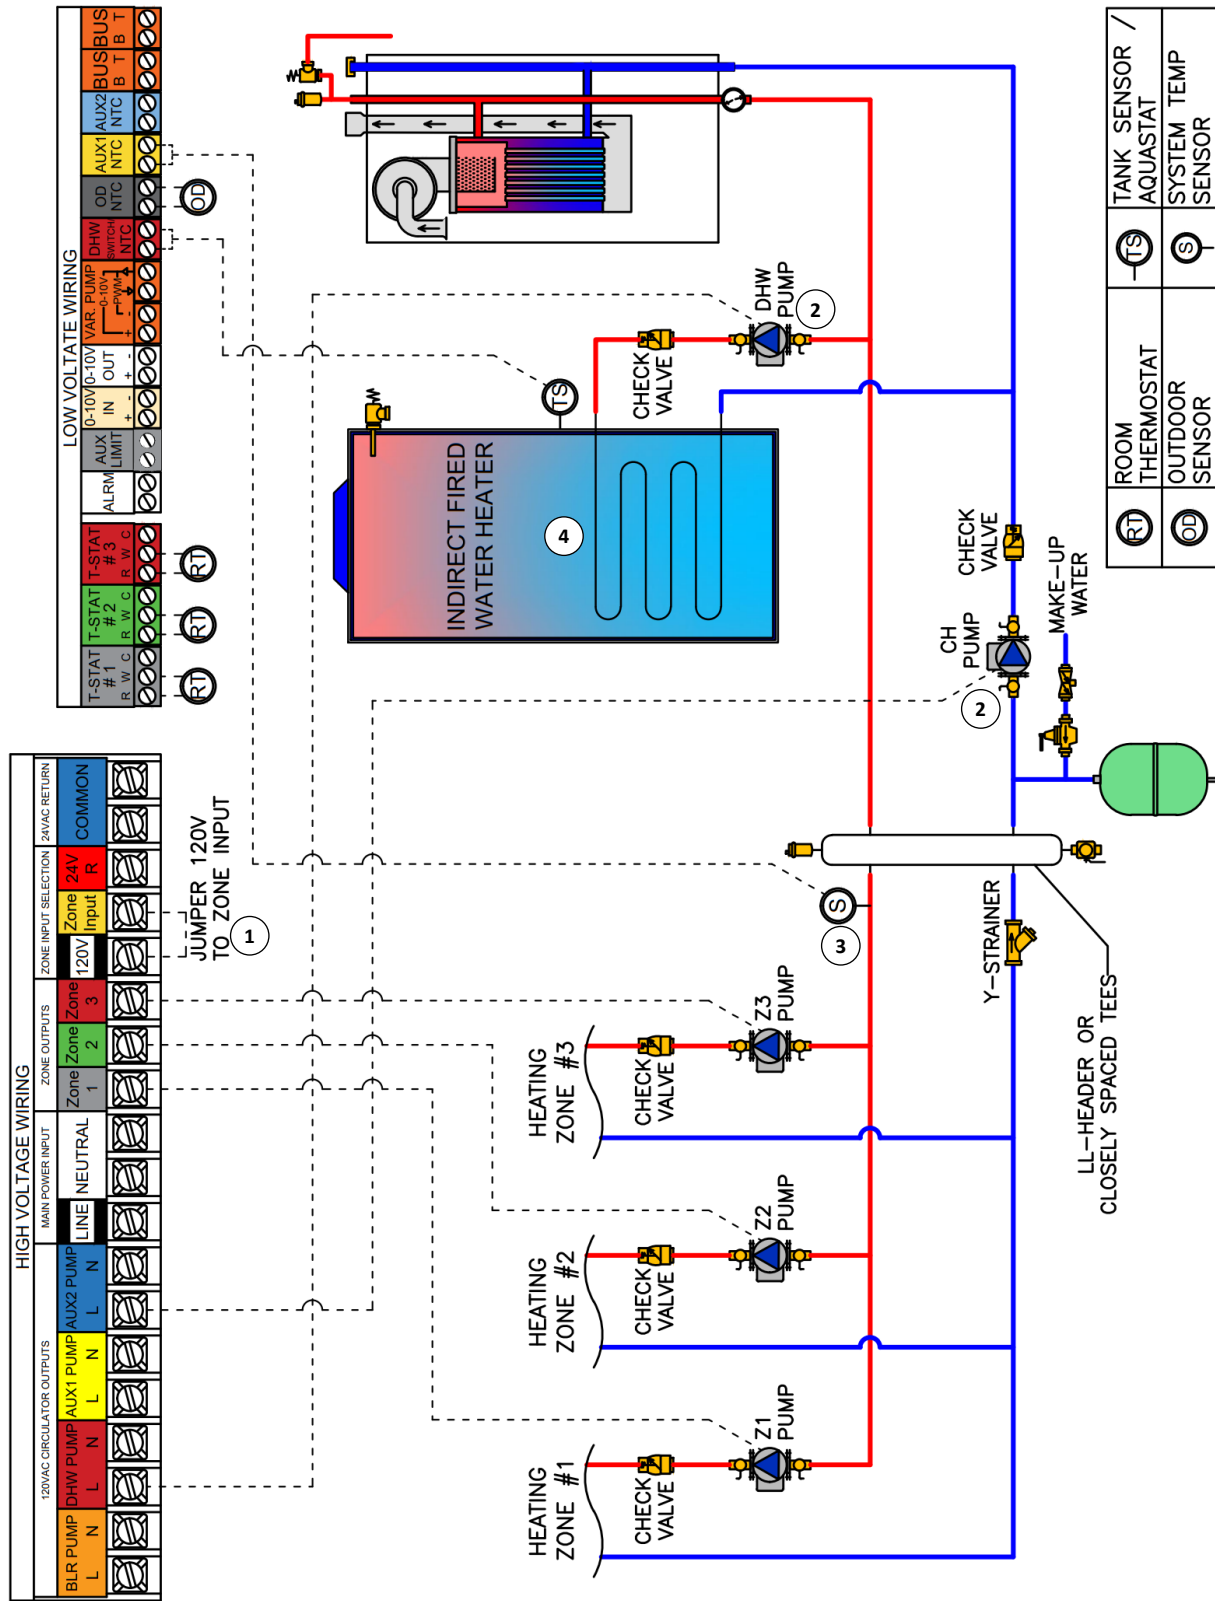 HIGH VOLTAGE WIRING
120VAC CIRCULATOR OUTPUTS
MAIN POWER INPUT
ZONE OUTPUTS
ZONE INPUT SELECTION
24VAC RETURN
BLR PUMP
L N
DHW PUMP
L N
AUX1 PUMP
L N
AUX2 PUMP
L N
LINE
NEUTRAL
Zone
1
Zone
2
Zone
3
120V
Zone
Input
24V
R
COMMON
JUMPER 120V
TO ZONE INPUT
1
LOW VOLTATE WIRING
T-STAT
#1
R W C
T-STAT
#2
R W C
T-STAT
#3
R W C
ALRM
AUX
LIMIT
0-10V
IN
+ -
0-10V
OUT
+ -
VAR. PUMP
0-10V
PWM
+ -
DHW
SWITCH/
NTC
OD
NTC
AUX1
NTC
AUX2
NTC
BUS
B T
BUS
B T
RT
RT
RT
OD
HEATING
ZONE #1
CHECK
VALVE
Z1
PUMP
HEATING
ZONE #2
CHECK
VALVE
Z2
PUMP
HEATING
ZONE #3
CHECK
VALVE
Z3
PUMP
S
3
Y-STRAINER
LL-HEADER OR
CLOSELY SPACED TEES
INDIRECT FIRED
WATER HEATER
4
TS
CHECK
VALVE
DHW
PUMP
2
CH
PUMP
2
CHECK
VALVE
MAKE-UP
WATER
RT
ROOM
THERMOSTAT
TS
TANK SENSOR /
AQUASTAT
OD
OUTDOOR
SENSOR
S
SYSTEM TEMP
SENSOR